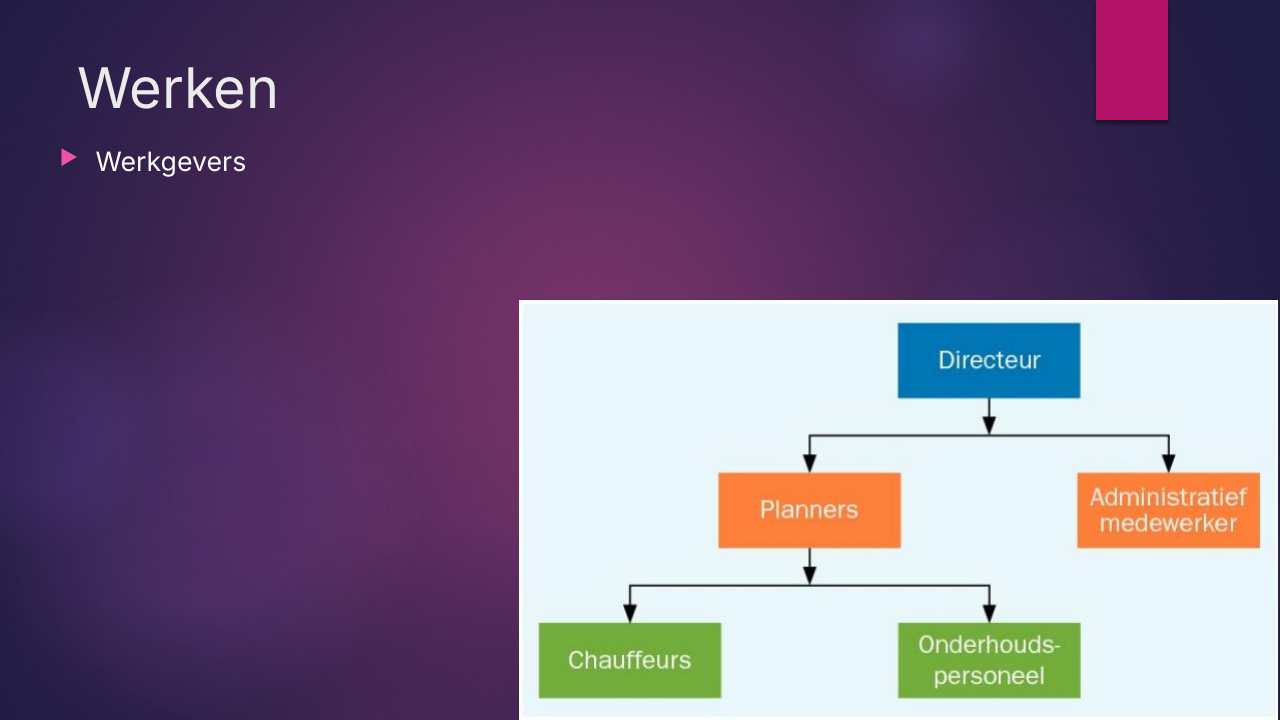 Werken
Werkgevers
Directeur
Planners
Administratief
medewerker
Chauffeurs
Onderhouds-
personeel